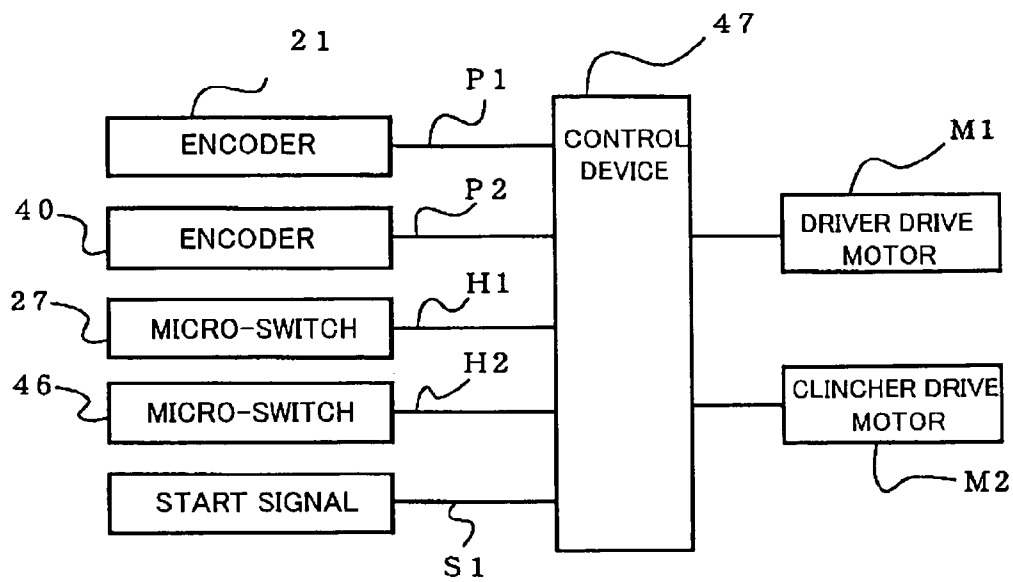 21
47
P1
ENCODER
CONTROL
DEVICE
M1
P2
40
ENCODER
DRIVER DRIVE
MOTOR
H1
27
MICRO-SWITCH
H2
46
MICRO-SWITCH
CLINCHER DRIVE
MOTOR
START SIGNAL
M2
S1